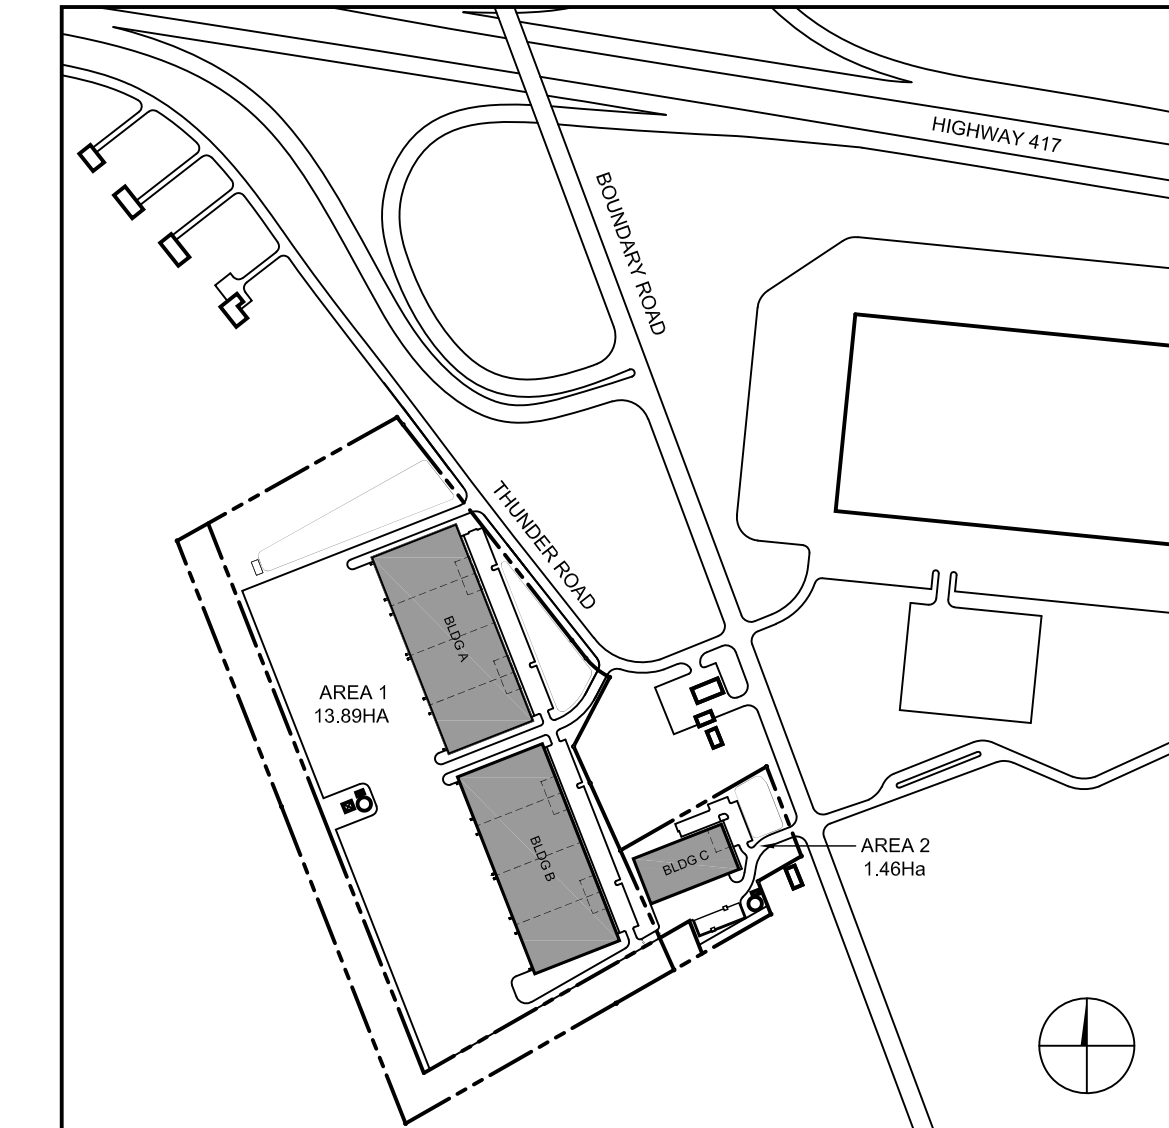 HIGHWAY 417
BOUNDARY ROAD
THUNDER ROAD
BLDG A
AREA 1
13.89HA
BLDG B
BLDG C
AREA 2
1.46Ha